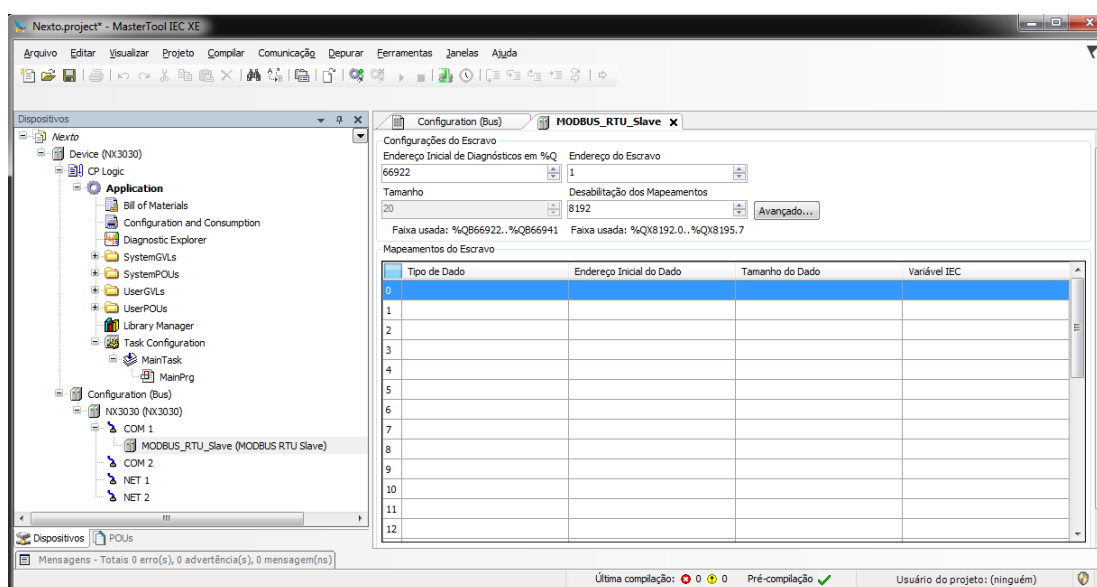 Nexto.project* - MasterTool IEC XE
Arquivo Editar Visualizar Projeto Compilar Comunicação Depurar Ferramentas Janelas Ajuda
Dispositivos
Nexto
Device (NX3030)
CP Logic
Application
Bill of Materials
Configuration and Consumption
Diagnostic Explorer
SystemGVLs
SystemPOUs
UserGVLs
UserPOUs
Library Manager
Task Configuration
MainTask
MainPrg
Configuration (Bus)
NX3030 (NX3030)
COM 1
MODBUS_RTU_Slave (MODBUS RTU Slave)
COM 2
NET 1
NET 2
Dispositivos POUs
Configuration (Bus) MODBUS_RTU_Slave
Configurações do Escravo
Endereço Inicial de Diagnósticos em %Q Endereço do Escravo
66922 1
Tamanho Desabilitação dos Mapeamentos
20 8192 Avançado...
Faixa usada: %QB66922..%QB66941 Faixa usada: %QX8192.0..%QX8195.7
Mapeamentos do Escravo
Tipo de Dado Endereço Inicial do Dado Tamanho do Dado Variável IEC
0
1
2
3
4
5
6
7
8
9
10
11
12
Mensagens - Totais 0 erro(s), 0 advertência(s), 0 mensagem(ns)
Última compilação: 0 0 Pré-compilação Usuário do projeto: (ninguém)